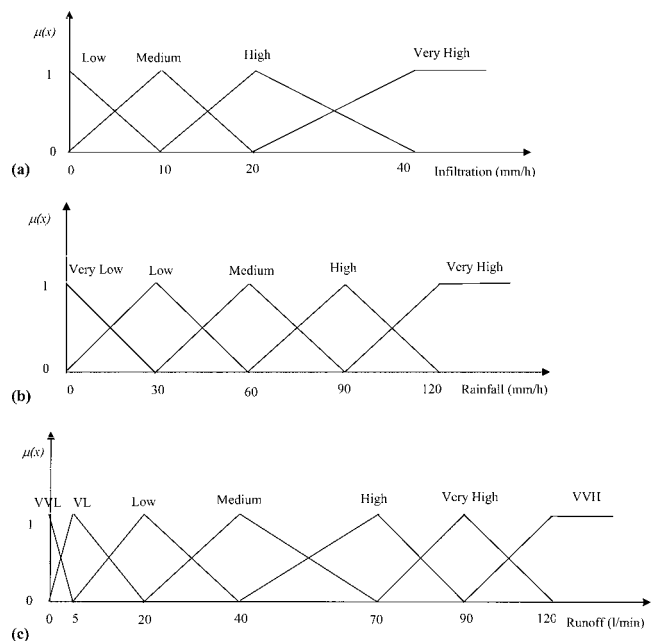 μ(x)
Low Medium High Very High
1
0
0 10 20 40 Infiltration (mm/h)
(a)
μ(x)
Very Low Low Medium High Very High
1
0
0 30 60 90 120 Rainfall (mm/h)
(b)
μ(x)
VVL VL Low Medium High Very High VVH
1
0
0 5 20 40 70 90 120 Runoff (l/min)
(c)